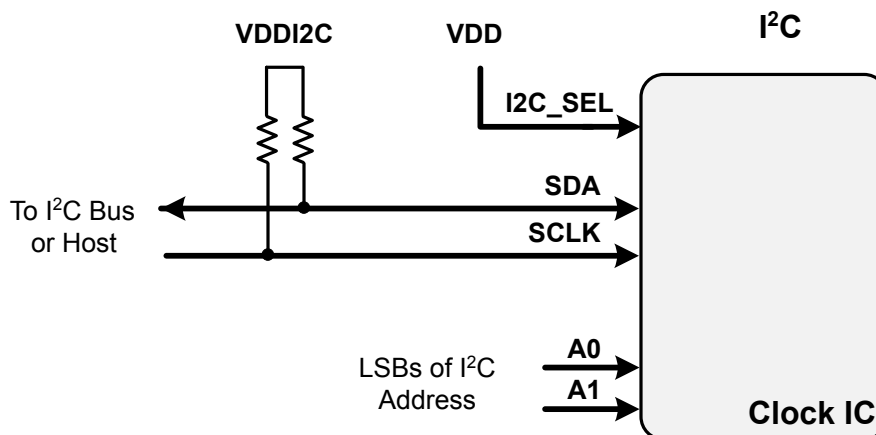 I²C
VDDI2C
VDD
I2C_SEL
SDA
To I²C Bus
or Host
SCLK
A0
LSBs of I²C
Address
A1
Clock IC